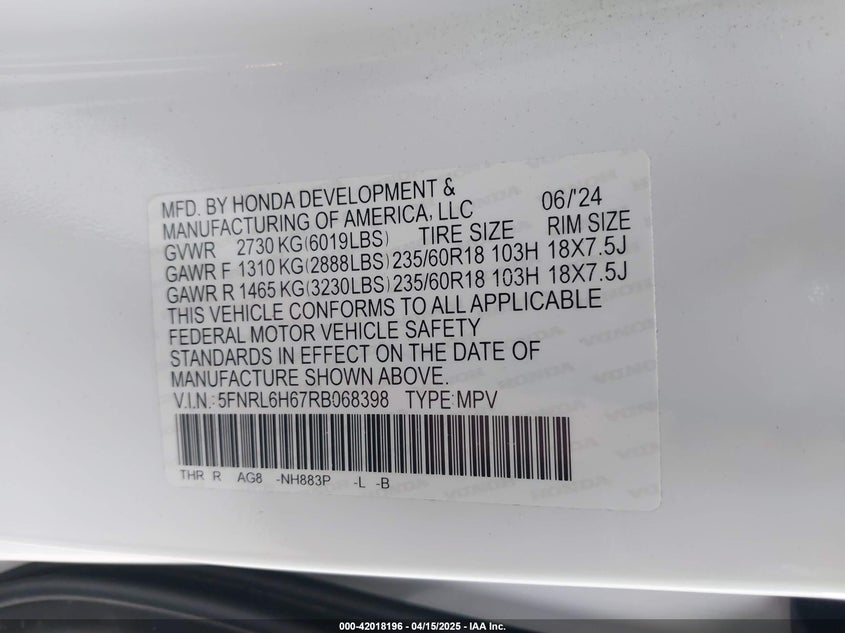 MFD. BY HONDA DEVELOPMENT & 06/'24
MANUFACTURING OF AMERICA, LLC
GVWR 2730 KG(6019LBS) TIRE SIZE RIM SIZE
GAWR F 1310 KG(2888LBS) 235/60R18 103H 18X7.5J
GAWR R 1465 KG(3230LBS) 235/60R18 103H 18X7.5J
THIS VEHICLE CONFORMS TO ALL APPLICABLE
FEDERAL MOTOR VEHICLE SAFETY
STANDARDS IN EFFECT ON THE DATE OF
MANUFACTURE SHOWN ABOVE.
V.I.N.: 5FNRL6H67RB068398 TYPE: MPV
THR R AG8 -NH883P -L -B
000-42018196 - 04/15/2025 - IAA Inc.